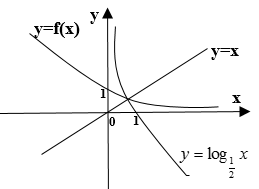 y
y=f(x)
y=x
1
x
0 1
y = log_{1/2} x